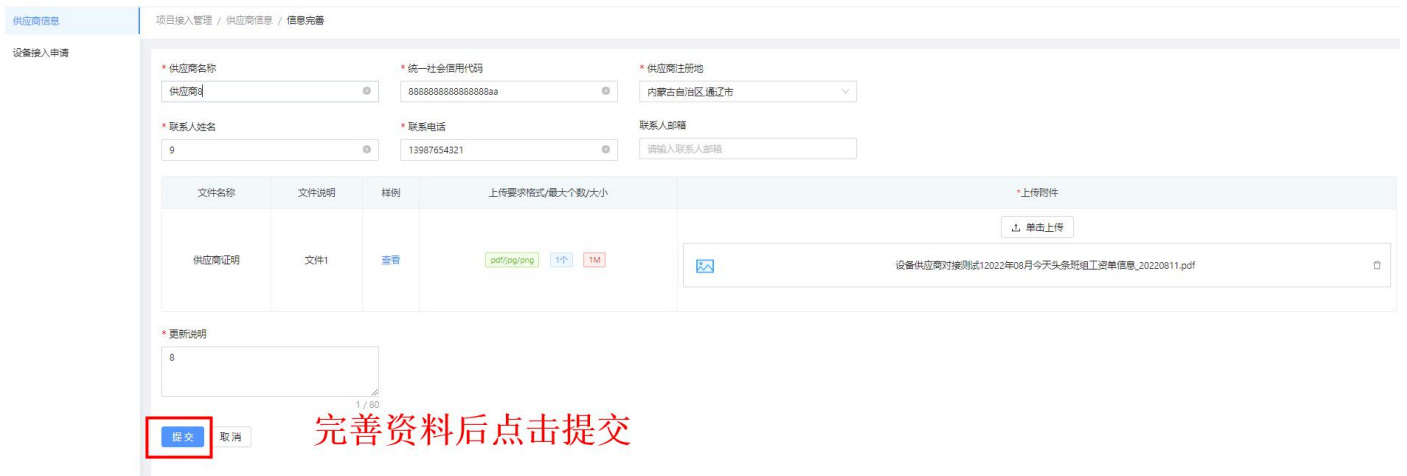 供应商信息
设备接入申请
项目接入管理 / 供应商信息 / 信息完善
* 供应商名称 * 统一社会信用代码 * 供应商注册地
供应商8 8888888888888888aa 内蒙古自治区,通辽市
* 联系人姓名 * 联系电话 联系人邮箱
9 13987654321 请输入联系人邮箱
文件名称 文件说明 样例 上传要求格式/最大个数/大小 *上传附件
单击上传
供应商证明 文件1 查看 pdf/jpg/png 1个 1M 设备供应商对接测试12022年08月今天头条班组工资单信息_20220811.pdf
* 更新说明
8
1 / 80
提交 取消 完善资料后点击提交